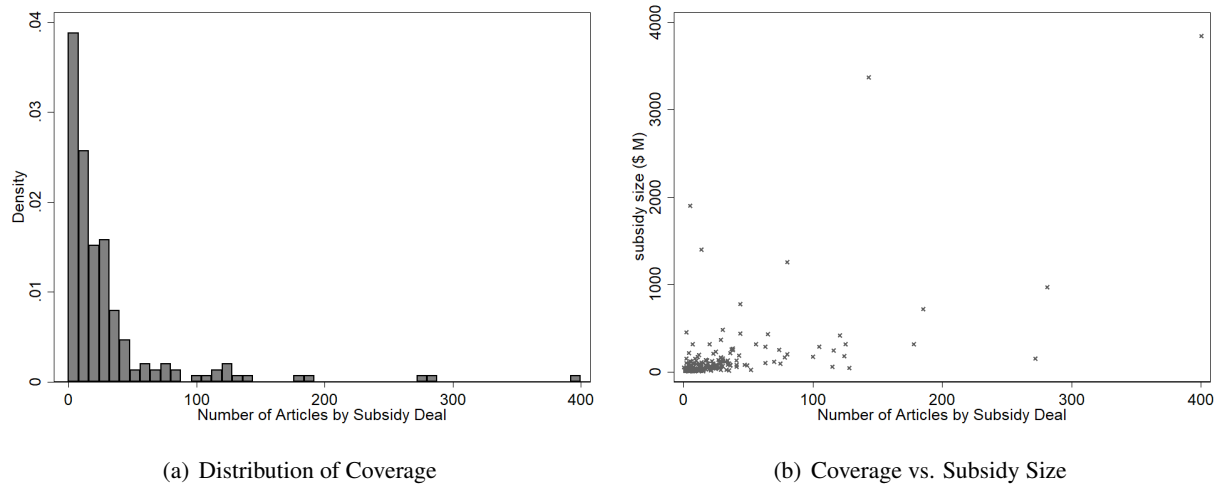 .04
.03
.02
.01
0
Density
0 100 200 300 400
Number of Articles by Subsidy Deal
(a) Distribution of Coverage
4000
3000
2000
1000
0
subsidy size ($ M)
0 100 200 300 400
Number of Articles by Subsidy Deal
(b) Coverage vs. Subsidy Size